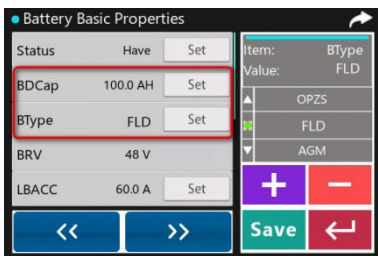 Battery Basic Properties
Status Have Set
BDCap 100.0 AH Set
BType FLD Set
BRV 48 V
LBACC 60.0 A Set
<< >>
Item: BType
Value: FLD
OPZS
FLD
AGM
+ −
Save